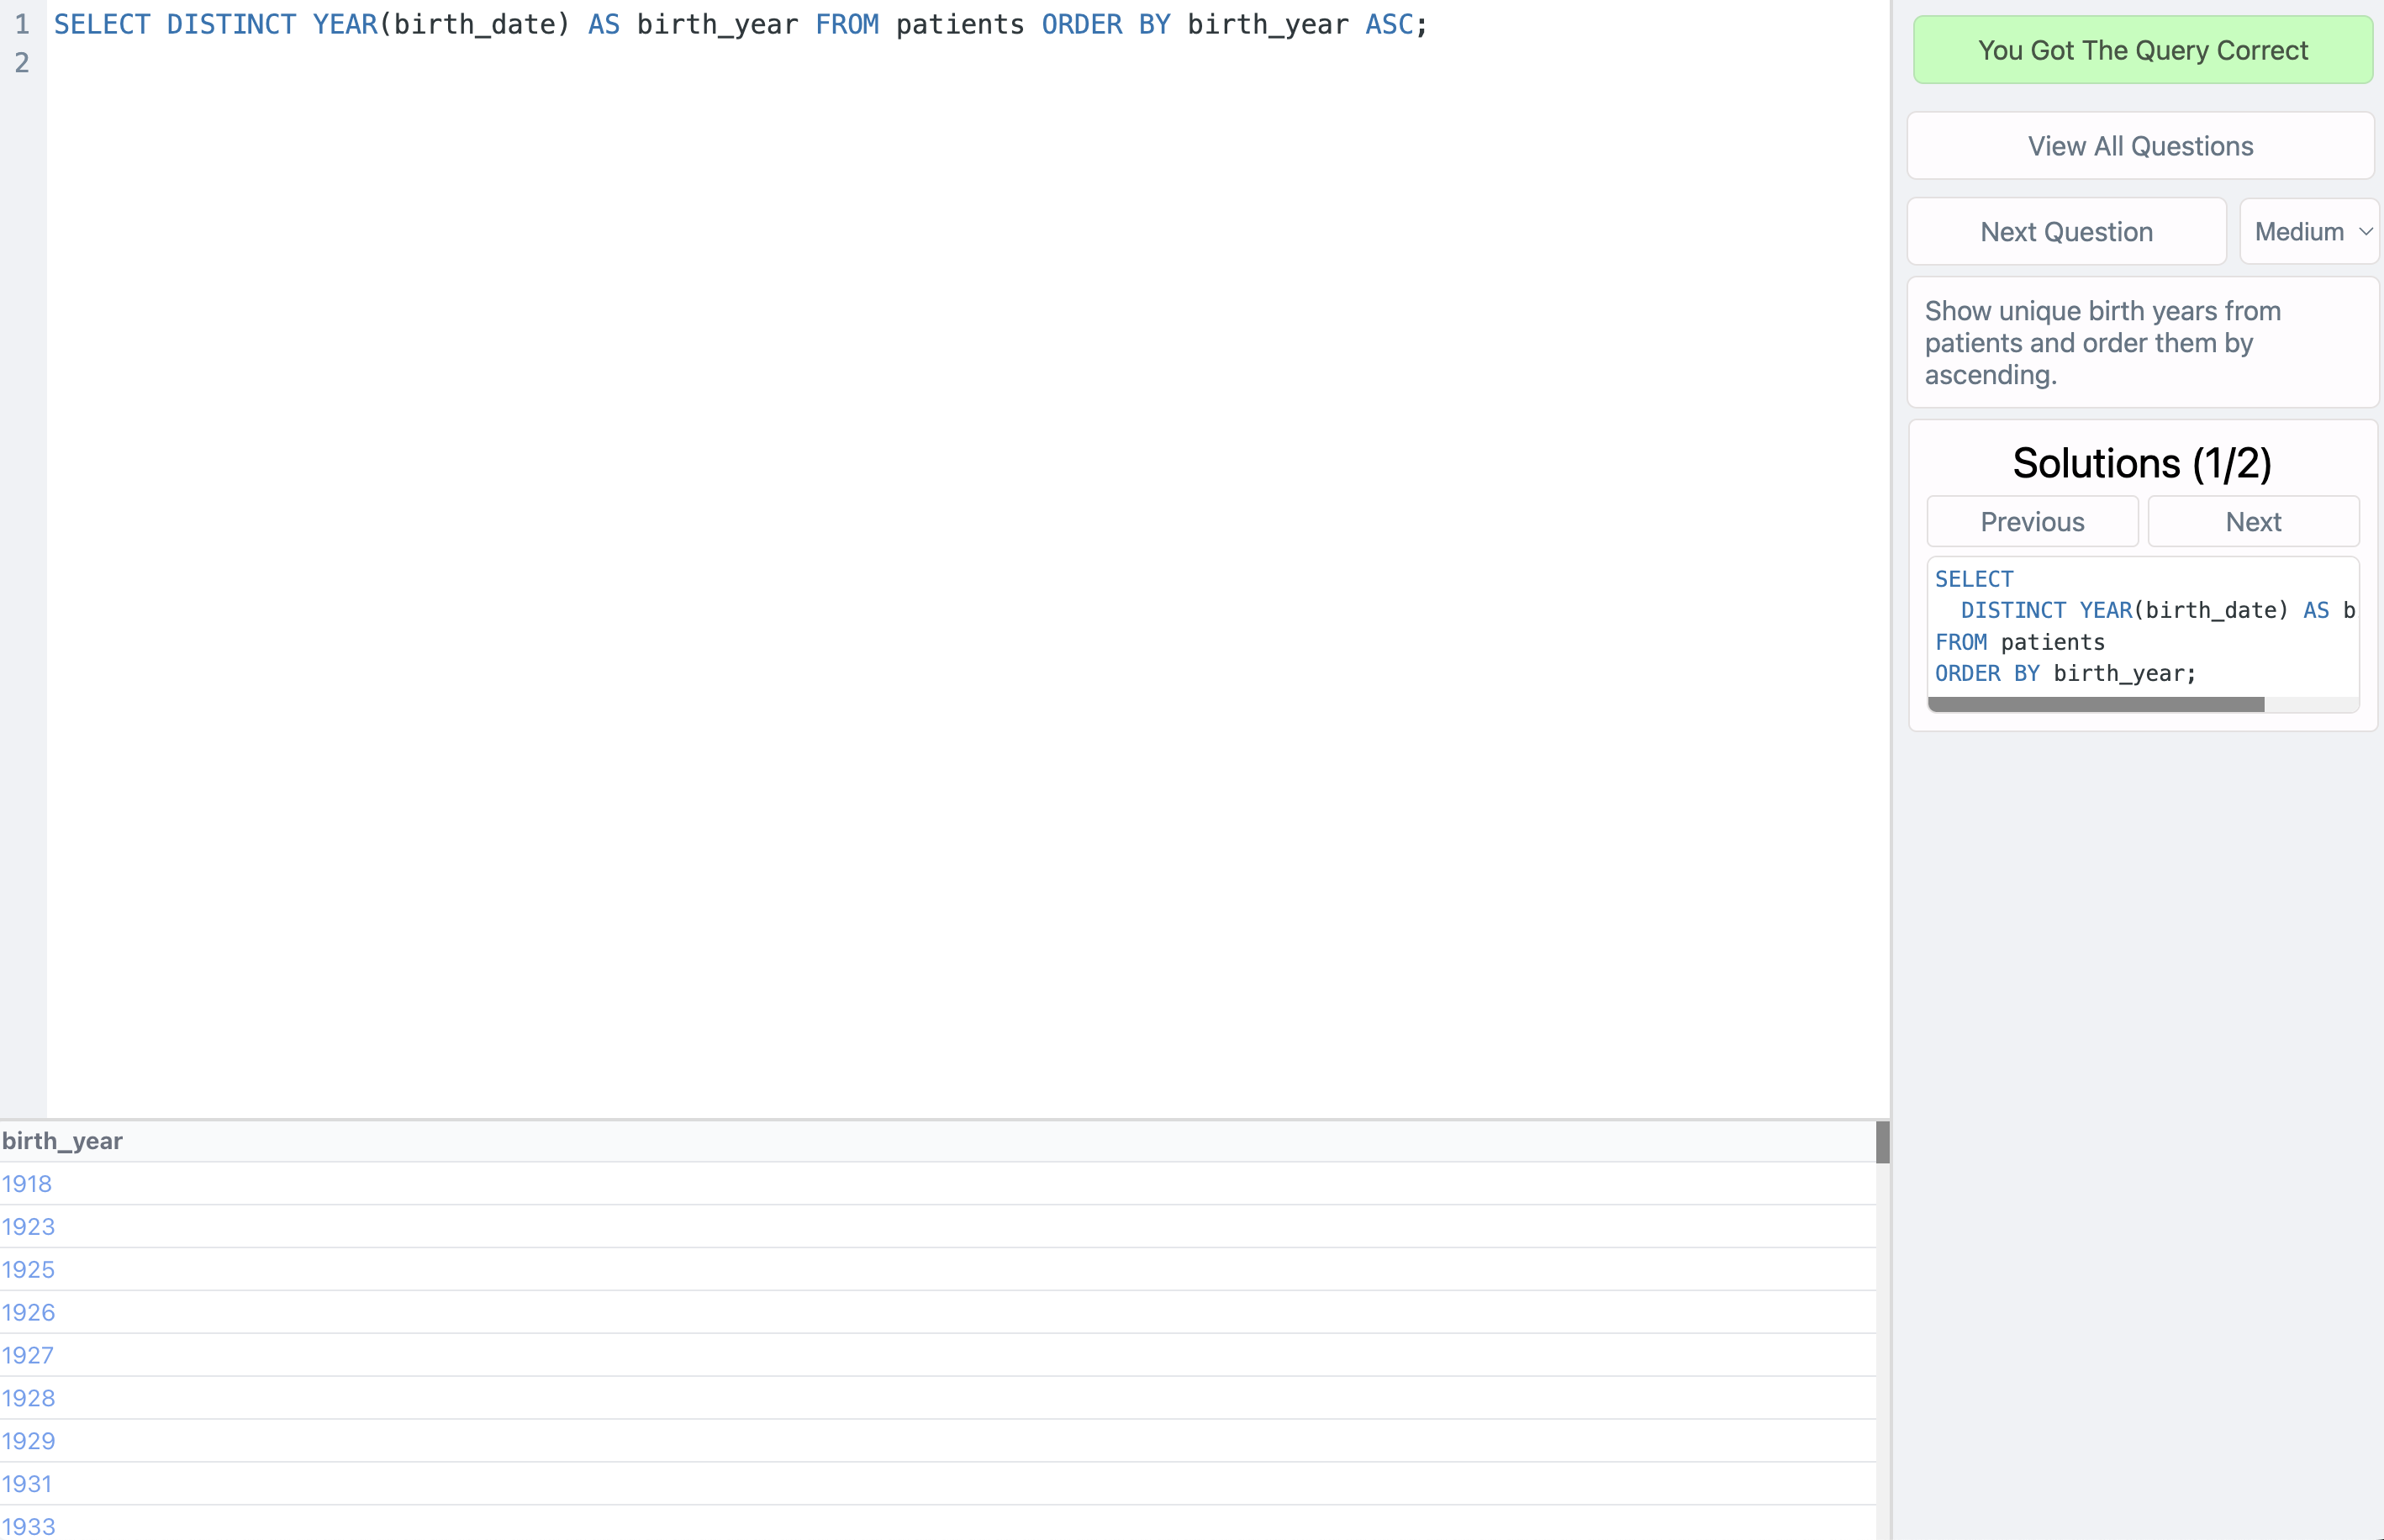 1 SELECT DISTINCT YEAR(birth_date) AS birth_year FROM patients ORDER BY birth_year ASC;
2
birth_year
1918
1923
1925
1926
1927
1928
1929
1931
1933
You Got The Query Correct
View All Questions
Next Question Medium
Show unique birth years from
patients and order them by
ascending.
Solutions (1/2)
Previous Next
SELECT
  DISTINCT YEAR(birth_date) AS b
FROM patients
ORDER BY birth_year;